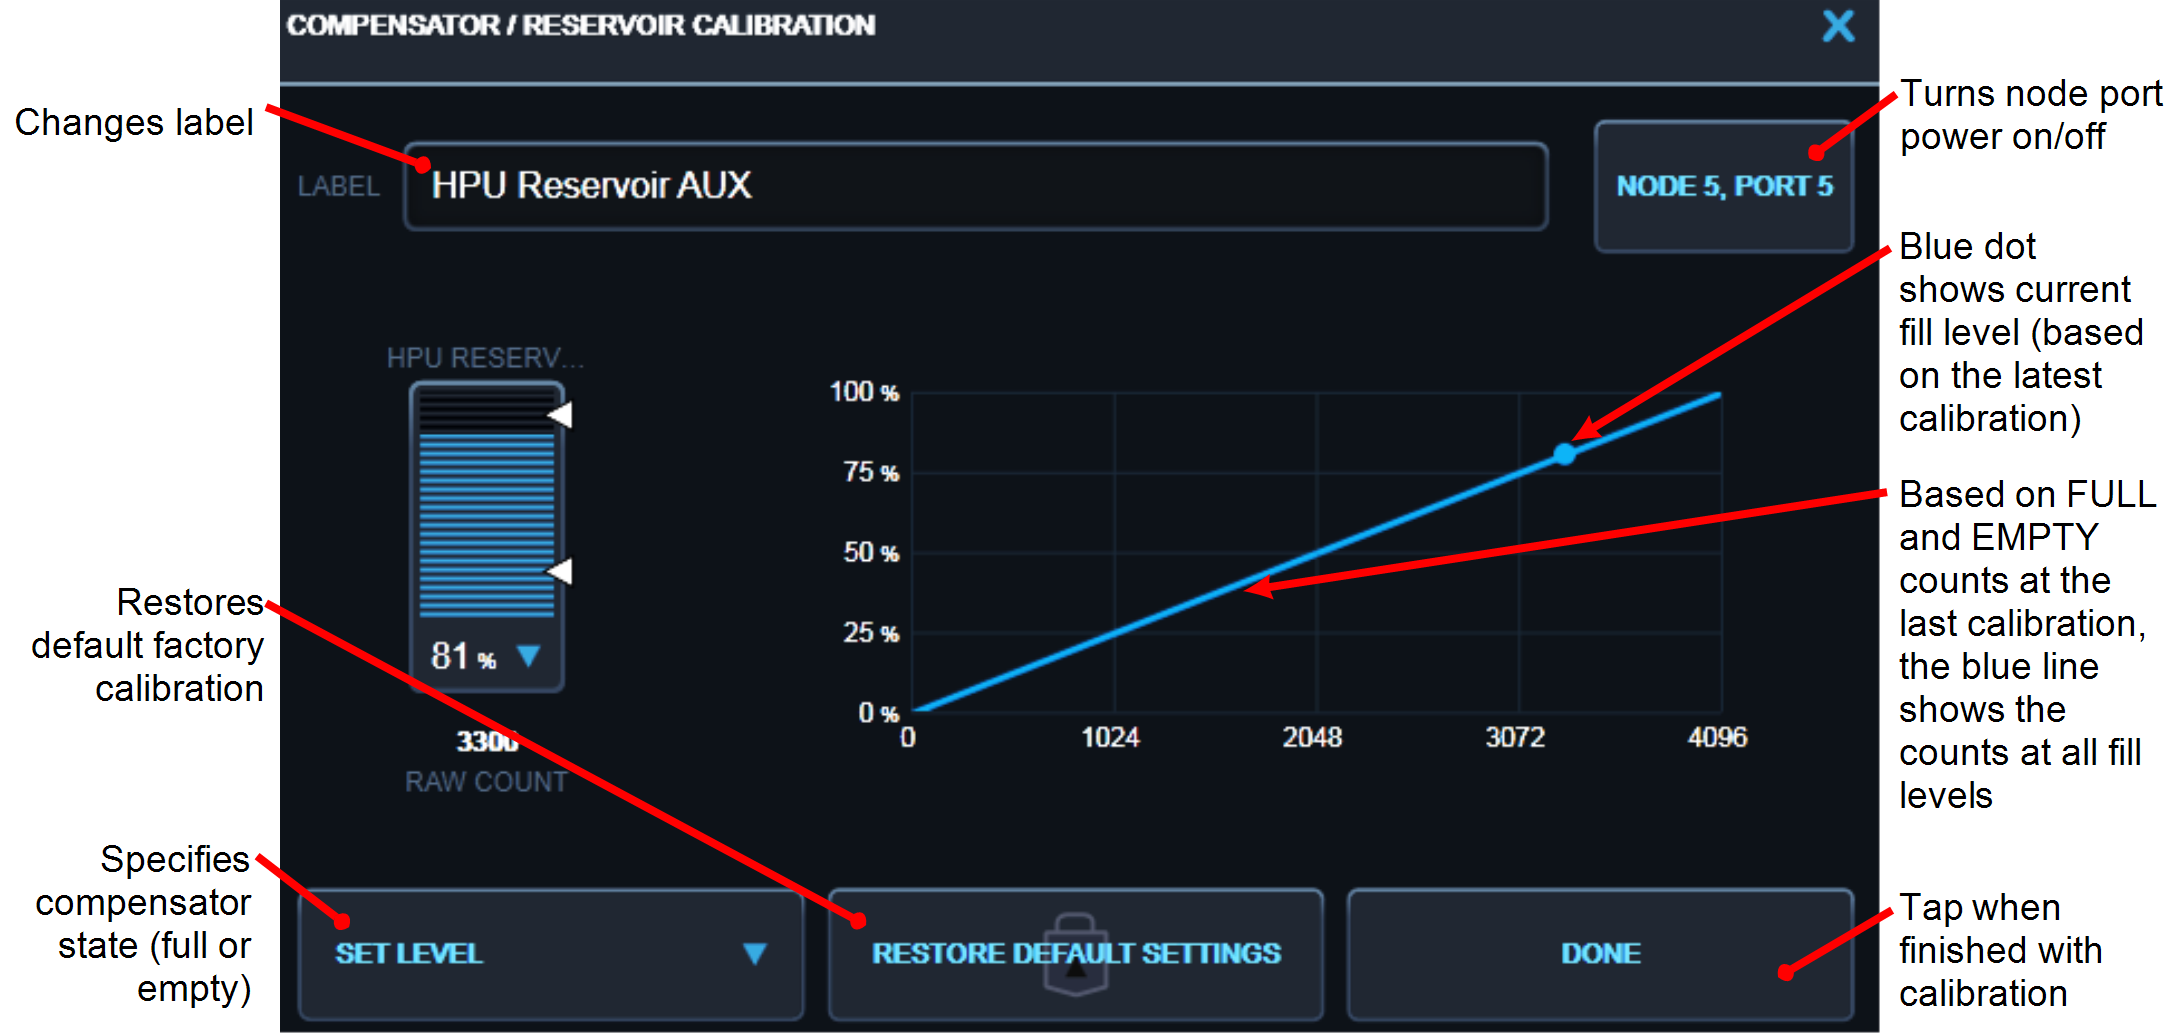 COMPENSATOR / RESERVOIR CALIBRATION
X
Changes label
LABEL
HPU Reservoir AUX
NODE 5, PORT 5
Turns node port
power on/off
Blue dot
shows current
fill level (based
on the latest
calibration)
HPU RESERV...
81 %
3300
RAW COUNT
100 %
75 %
50 %
25 %
0 %
0
1024
2048
3072
4096
Based on FULL
and EMPTY
counts at the
last calibration,
the blue line
shows the
counts at all fill
levels
Restores
default factory
calibration
Specifies
compensator
state (full or
empty)
SET LEVEL
RESTORE DEFAULT SETTINGS
DONE
Tap when
finished with
calibration